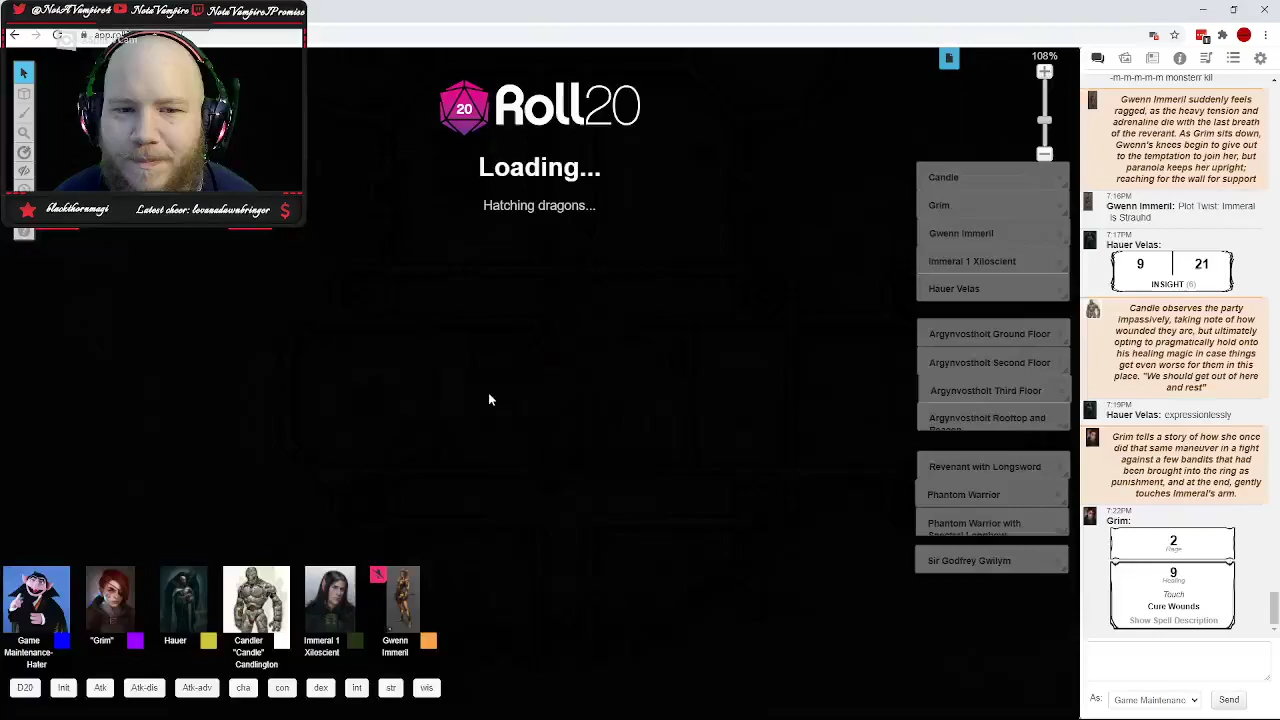 @NotAVampire4 NotaVampire NotaVampireIPromise
blackthornmagi Latest cheer: lovanadawnbringer $
20 Roll20
Loading...
Hatching dragons...
108%
Candle
Grim
Gwenn Immeril
Immeral 1 Xiloscient
Hauer Velas
Argynvostholt Ground Floor
Argynvostholt Second Floor
Argynvostholt Third Floor
Argynvostholt Rooftop and
Revenant with Longsword
Phantom Warrior
Phantom Warrior with
Sir Godfrey Gwilym
-m-m-m-m monsterr kil
Gwenn Immeril suddenly feels
ragged, as the heavy tension and
adrenaline die with the last breath
of the reverant. As Grim sits down,
Gwenn's knees begin to give out
to the temptation to join her, but
paranoia keeps her upright;
reaching for the wall for support
7:16PM
Gwenn Immeril: Plot Twist: Immeral
is Strauhd
7:17PM
Hauer Velas:
9 21
INSIGHT (6)
Candle observes the party
impassively, taking note of how
wounded they are, but ultimately
opting to pragmatically hold onto
his healing magic in case things
get even worse for them in this
place. "We should get out of here
and rest"
7:19PM
Hauer Velas: expressionlessly
Grim tells a story of how she once
did that same maneuver in a fight
against a few bandits that had
been brought into the ring as
punishment, and at the end, gently
touches Immeral's arm.
7:22PM
Grim:
2
Rage
9
Healing
Touch
Cure Wounds
Show Spell Description
As: Game Maintenance Send
Game
Maintenance-
Hater
"Grim"
Hauer
Candler
"Candle"
Candington
Immeral 1
Xiloscient
Gwenn
Immeril
D20 Init Atk Atk-dis Atk-adv cha con dex int str wis